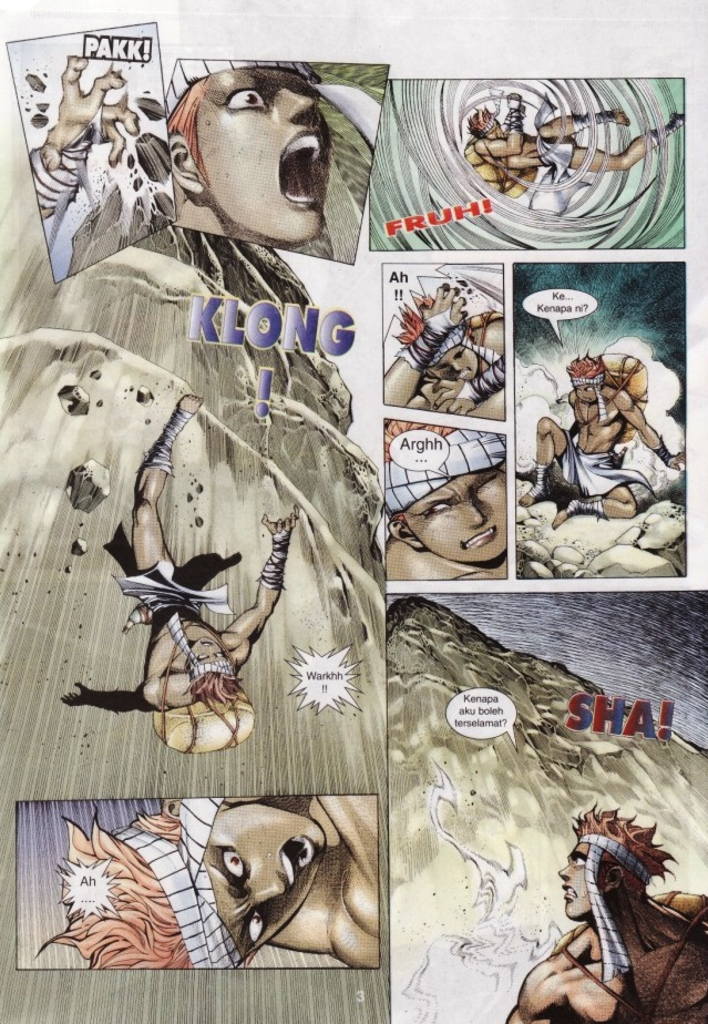 PAKK!
FRUH!
KLONG
!
Ah
!!
Ke...
Kenapa ni?
Arghh
...
Warkhh
!!
Ah
....
Kenapa
aku boleh
terselamat?
SHA!
3